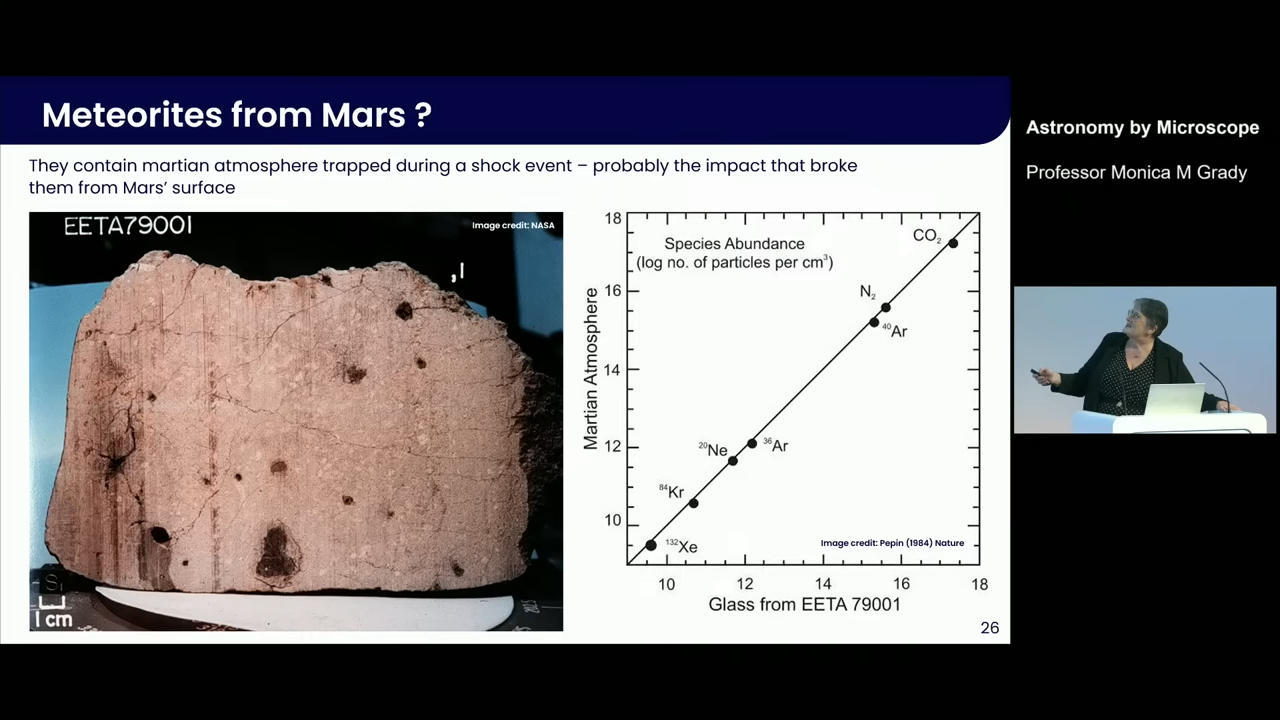 Meteorites from Mars ?
They contain martian atmosphere trapped during a shock event – probably the impact that broke
them from Mars’ surface
EETA79001
Image credit: NASA
,1
1 cm
Martian Atmosphere
18
16
14
12
10
Species Abundance
(log no. of particles per cm³)
CO₂
N₂
⁴⁰Ar
³⁶Ar
²⁰Ne
⁸⁴Kr
¹³²Xe
Image credit: Pepin (1984) Nature
10 12 14 16 18
Glass from EETA 79001
26
Astronomy by Microscope
Professor Monica M Grady